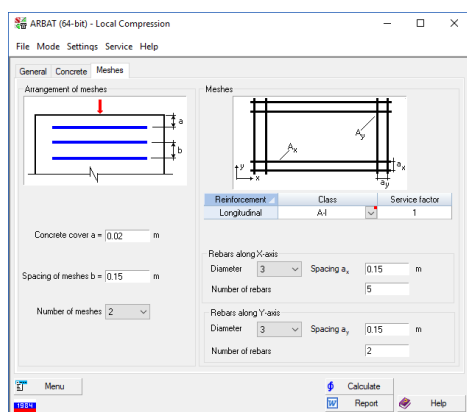 ARBAT (64-bit) - Local Compression
File Mode Settings Service Help
General Concrete Meshes
Arrangement of meshes
a
b
Concrete cover a = 0.02 m
Spacing of meshes b = 0.15 m
Number of meshes 2
Meshes
Ay
Ax
y
x
ax
ay
Reinforcement Class Service factor
Longitudinal A-I 1
Rebars along X-axis
Diameter 3 Spacing ax 0.15 m
Number of rebars 5
Rebars along Y-axis
Diameter 3 Spacing ay 0.15 m
Number of rebars 2
Menu Calculate
1984 Report Help